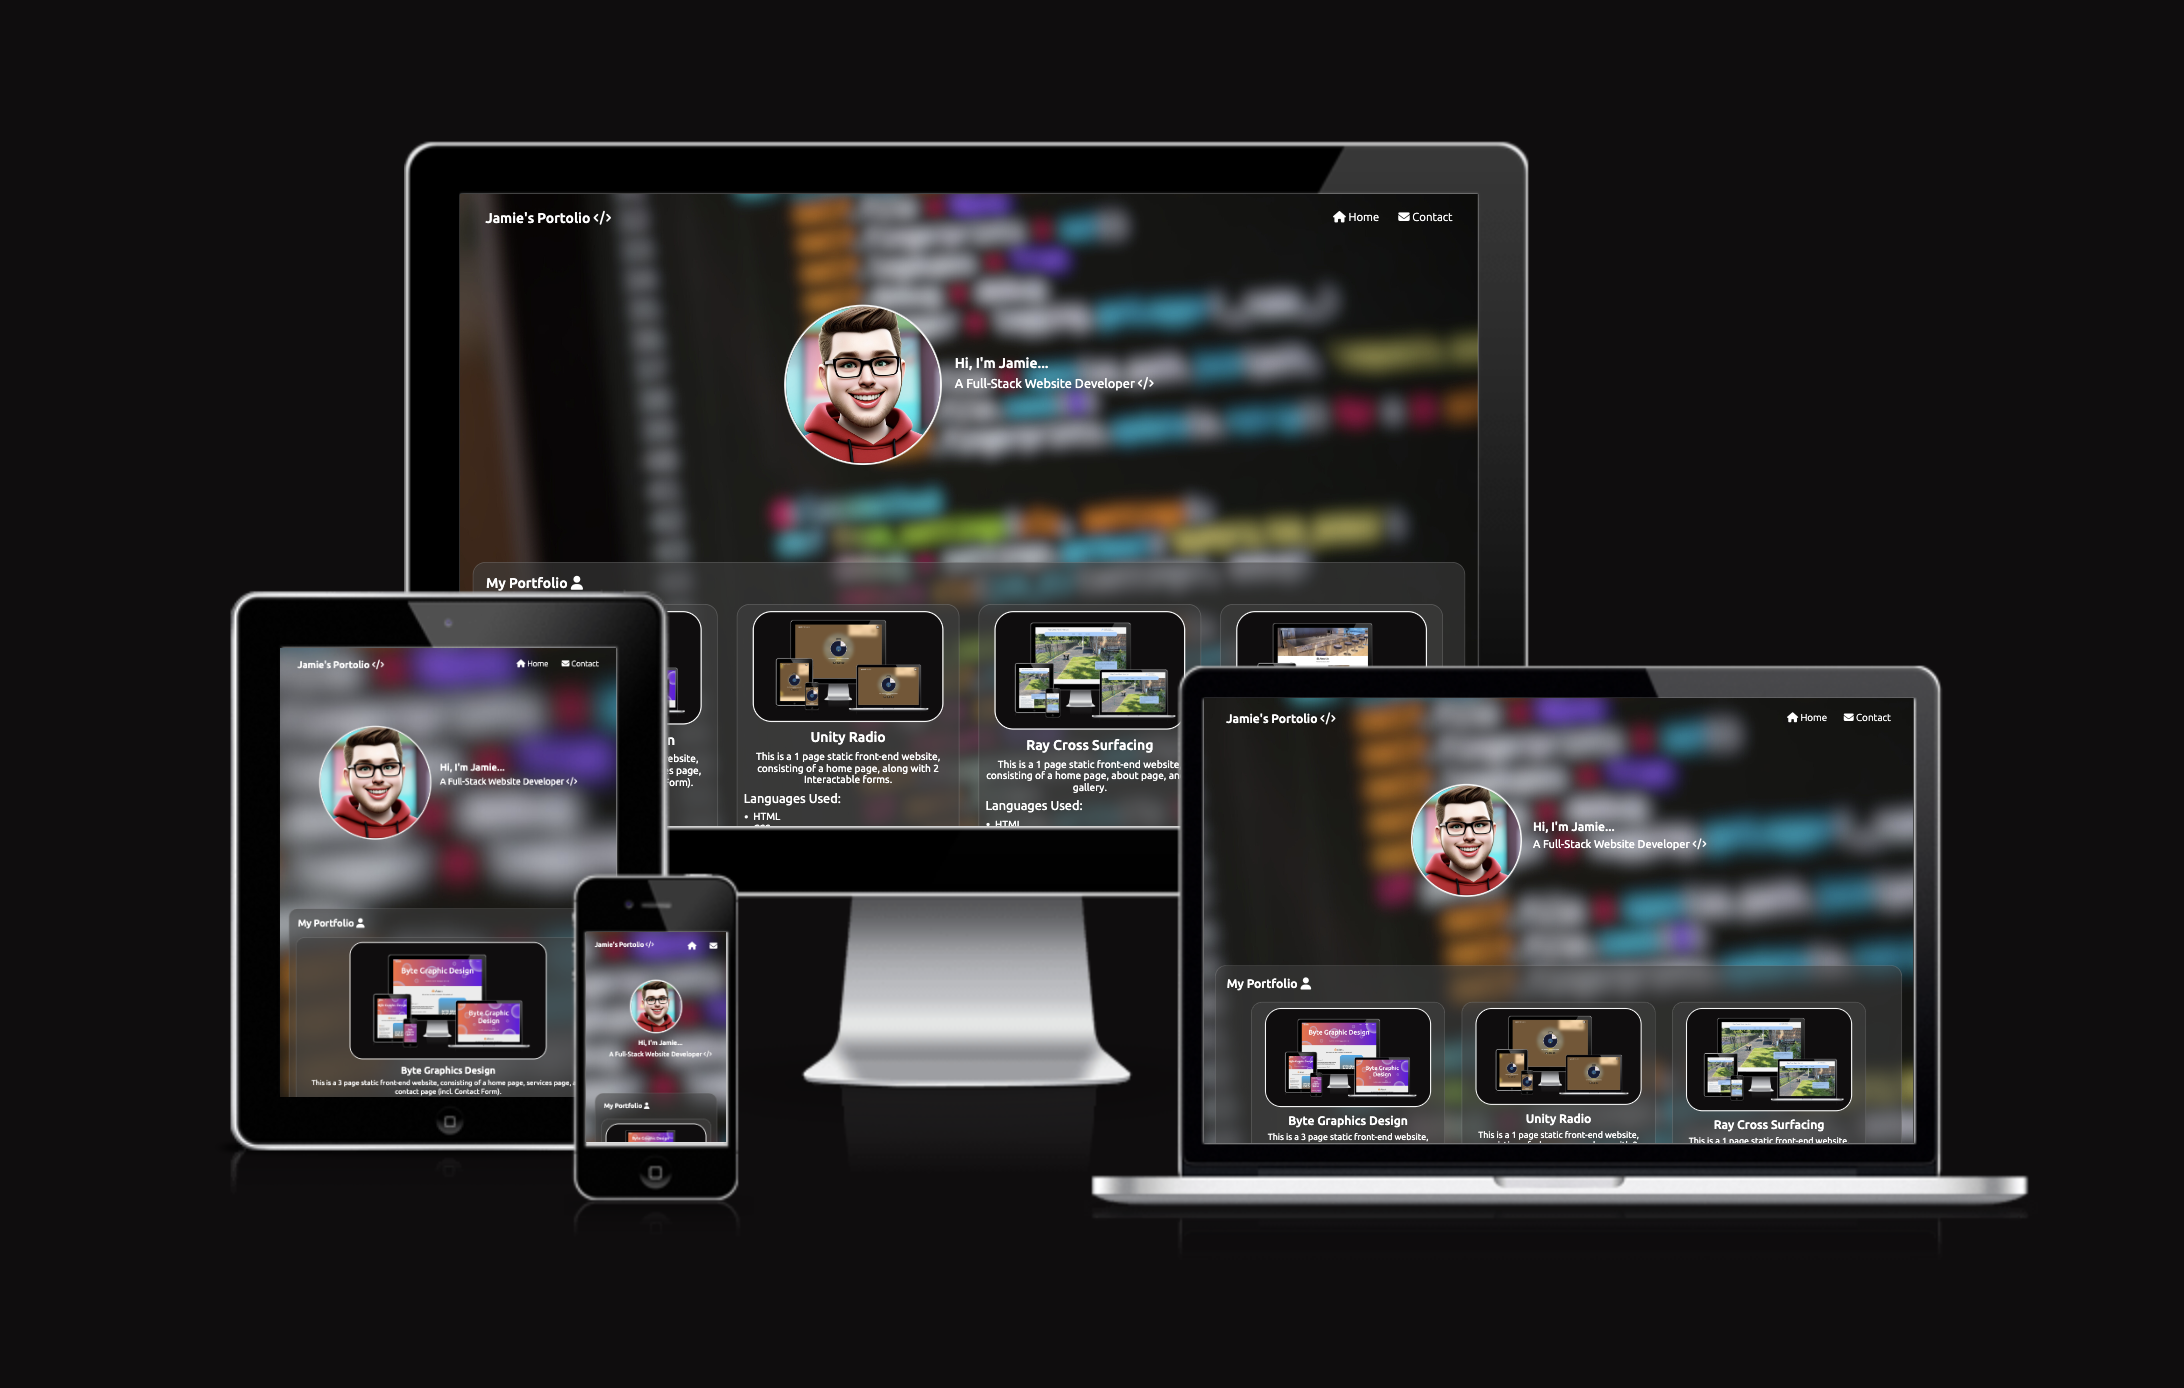 Jamie's Portolio </>
Home
Contact
Hi, I'm Jamie...
A Full-Stack Website Developer </>
My Portfolio
n
ebsite,
s page,
orm).
Unity Radio
This is a 1 page static front-end website,
consisting of a home page, along with 2
Interactable forms.
Languages Used:
• HTML
Ray Cross Surfacing
This is a 1 page static front-end website
consisting of a home page, about page, an
gallery.
Languages Used:
• HTML
Jamie's Portolio </>
Home
Contact
Hi, I'm Jamie...
A Full-Stack Website Developer </>
My Portfolio
Byte Graphic Design
Byte Graphic
Design
Byte Graphics Design
This is a 3 page static front-end website, consisting of a home page, services page, a
contact page (incl. Contact Form).
Jamie's Portolio </>
Hi, I'm Jamie...
A Full-Stack Website Developer </>
My Portfolio
Jamie's Portolio </>
Home
Contact
Hi, I'm Jamie...
A Full-Stack Website Developer </>
My Portfolio
Byte Graphic Design
Byte Graphic
Design
Byte Graphics Design
This is a 3 page static front-end website,
Unity Radio
This is a 1 page static front-end website,
Ray Cross Surfacing
This is a 1 page static front-end website